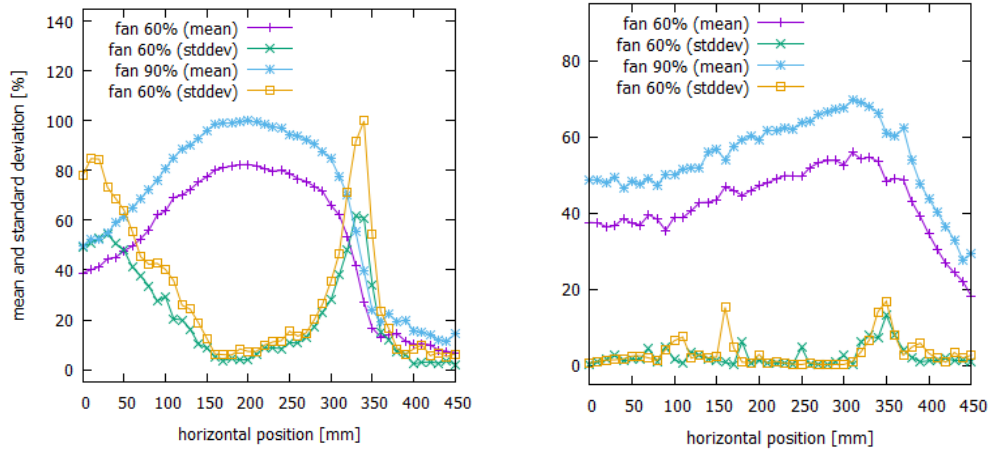 140
120
100
80
60
40
20
0
mean and standard deviation [%]
fan 60% (mean)
fan 60% (stddev)
fan 90% (mean)
fan 60% (stddev)
0 50 100 150 200 250 300 350 400 450
horizontal position [mm]
80
60
40
20
0
fan 60% (mean)
fan 60% (stddev)
fan 90% (mean)
fan 60% (stddev)
0 50 100 150 200 250 300 350 400 450
horizontal position [mm]